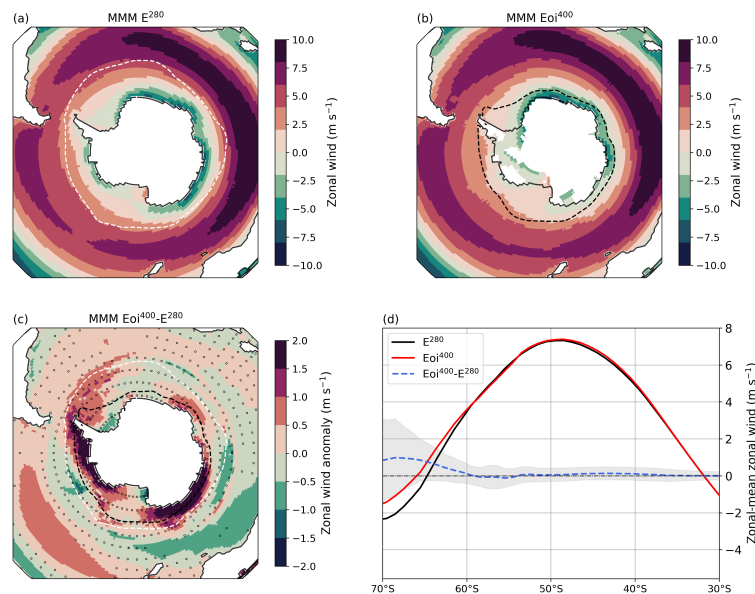 (a) MMM E²⁸⁰
10.0
7.5
5.0
2.5
0.0
−2.5
−5.0
−7.5
−10.0
Zonal wind (m s⁻¹)
(b) MMM Eoi⁴⁰⁰
10.0
7.5
5.0
2.5
0.0
−2.5
−5.0
−7.5
−10.0
Zonal wind (m s⁻¹)
(c) MMM Eoi⁴⁰⁰-E²⁸⁰
2.0
1.5
1.0
0.5
0.0
−0.5
−1.0
−1.5
−2.0
Zonal wind anomaly (m s⁻¹)
(d)
E²⁸⁰
Eoi⁴⁰⁰
Eoi⁴⁰⁰-E²⁸⁰
8
6
4
2
0
−2
−4
Zonal-mean zonal wind (m s⁻¹)
70°S 60°S 50°S 40°S 30°S